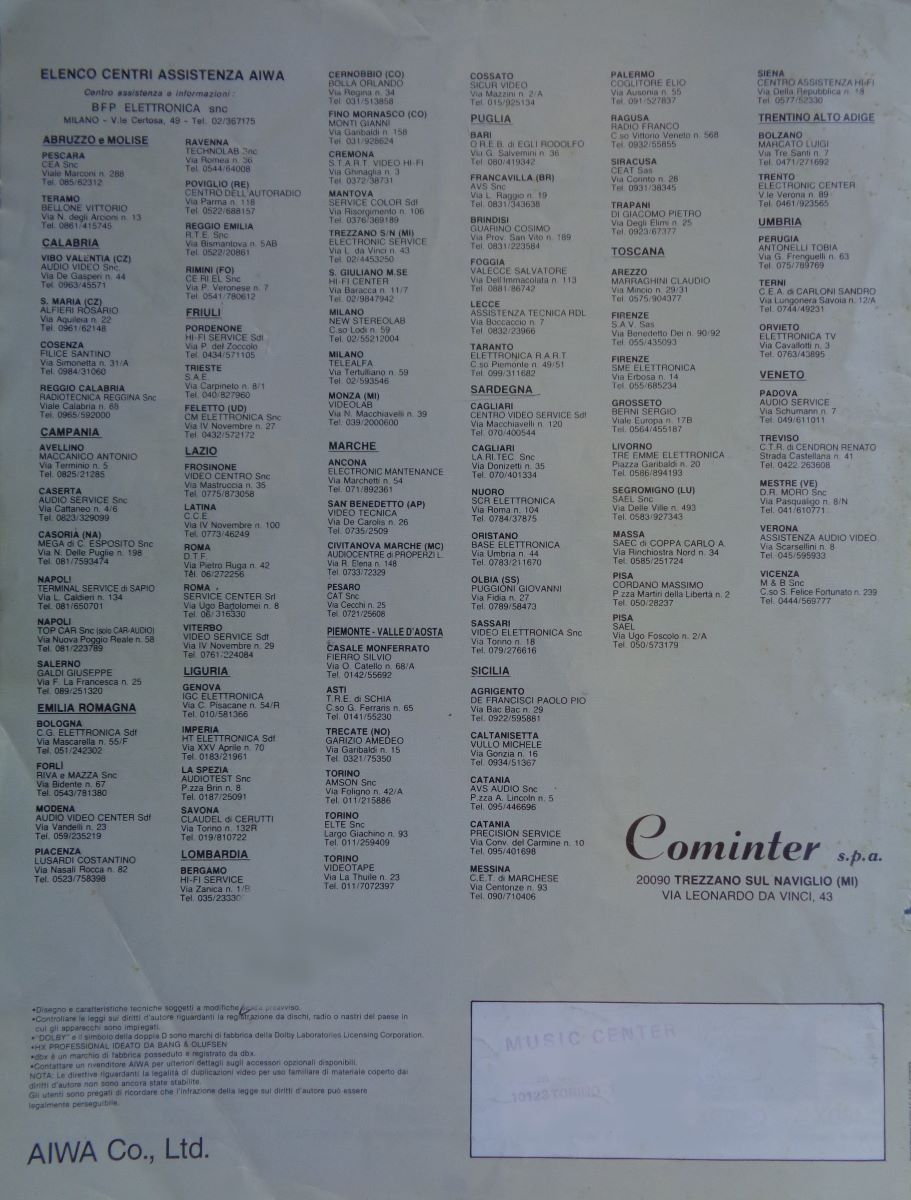 ELENCO CENTRI ASSISTENZA AIWA
Centro assistenza e informazioni :
BFP ELETTRONICA snc
MILANO - V.le Certosa, 49 - Tel. 02/367175
ABRUZZO e MOLISE
PESCARA
CEA Snc
Viale Marconi n. 288
Tel. 085/62312
TERAMO
BELLONE VITTORIO
Via N. degli Arcioni n. 13
Tel. 0861/415745
CALABRIA
VIBO VALENTIA (CZ)
AUDIO VIDEO Snc
Via De Gasperi n. 44
Tel. 0963/45571
S. MARIA (CZ)
ALFIERI ROSARIO
Via Aquileia n. 22
Tel. 0961/62148
COSENZA
FILICE SANTINO
Via Simonetta n. 31/A
Tel. 0984/31060
REGGIO CALABRIA
RADIOTECNICA REGGINA Snc
Viale Calabria n. 68
Tel. 0965/592000
CAMPANIA
AVELLINO
MACCANICO ANTONIO
Via Terminio n. 5
Tel. 0825/21285
CASERTA
AUDIO SERVICE Snc
Via Cattaneo n. 4/6
Tel. 0823/329099
CASORIA (NA)
MEGA di C. ESPOSITO Snc
Via N. Delle Puglie n. 198
Tel. 081/7593474
NAPOLI
TERMINAL SERVICE di SAPIO
Via L. Caldieri n. 134
Tel. 081/650701
NAPOLI
TOP CAR Snc (solo CAR-AUDIO)
Via Nuova Poggio Reale n. 58
Tel. 081/223789
SALERNO
GALDI GIUSEPPE
Via F. La Francesca n. 25
Tel. 089/251320
EMILIA ROMAGNA
BOLOGNA
C.G. ELETTRONICA Sdf
Via Mascarella n. 55/F
Tel. 051/242302
FORLÌ
RIVA e MAZZA Snc
Via Bidente n. 67
Tel. 0543/781380
MODENA
AUDIO VIDEO CENTER Sdf
Via Vandelli n. 23
Tel. 059/235219
PIACENZA
LUSARDI COSTANTINO
Via Nasali Rocca n. 82
Tel. 0523/758398
RAVENNA
TECHNOLAB Snc
Via Romea n. 36
Tel. 0544/64008
POVIGLIO (RE)
CENTRO DELL'AUTORADIO
Via Parma n. 118
Tel. 0522/688157
REGGIO EMILIA
R.T.E. Snc
Via Bismantova n. 5AB
Tel. 0522/20861
RIMINI (FO)
CE.RI.EL Snc
Via P. Veronese n. 7
Tel. 0541/780612
FRIULI
PORDENONE
HI-FI SERVICE Sdl
Via P. del Zoccolo
Tel. 0434/571105
TRIESTE
S.A.E.
Via Carpineto n. 8/1
Tel. 040/827960
FELETTO (UD)
CM ELETTRONICA Snc
Via IV Novembre n. 27
Tel. 0432/572172
LAZIO
FROSINONE
VIDEO CENTRO Snc
Via Mastruccia n. 35
Tel. 0775/873058
LATINA
C.C.E
Via IV Novembre n. 100
Tel. 0773/46249
ROMA
D.T.F.
Via Pietro Ruga n. 42
Tel. 06/272256
ROMA
SERVICE CENTER Srl
Via Ugo Bartolomei n. 8
Tel. 06/316330
VITERBO
VIDEO SERVICE Sdf
Via IV Novembre n. 29
Tel. 0761/224084
LIGURIA
GENOVA
IGC ELETTRONICA
Via C. Pisacane n. 54/R
Tel. 010/581366
IMPERIA
HT ELETTRONICA Sdf
Via XXV Aprile n. 70
Tel. 0183/21961
LA SPEZIA
AUDIOTEST Snc
P.zza Brin n. 8
Tel. 0187/25091
SAVONA
CLAUDEL di CERUTTI
Via Torino n. 132R
Tel. 019/810722
LOMBARDIA
BERGAMO
HI-FI SERVICE
Via Zanica n. 1/B
Tel. 035/23330
CERNOBBIO (CO)
BOLLA ORLANDO
Via Regina n. 34
Tel. 031/513858
FINO MORNASCO (CO)
MONTI GIANNI
Via Garibaldi n. 158
Tel. 031/928624
CREMONA
S.T.A.R.T. VIDEO HI-FI
Via Ghinaglia n. 3
Tel. 0372/38731
MANTOVA
SERVICE COLOR Sdl
Via Risorgimento n. 106
Tel. 0376/369189
TREZZANO S/N (MI)
ELECTRONIC SERVICE
Via L. da Vinci n. 43
Tel. 02/4453250
S. GIULIANO M.SE
HI-FI CENTER
Via Baracca n. 11/7
Tel. 02/9847942
MILANO
NEW STEREOLAB
C.so Lodi n. 59
Tel. 02/55212004
MILANO
TELEALFA
Via Tertulliano n. 59
Tel. 02/593546
MONZA (MI)
VIDEOLAB
Via N. Macchiavelli n. 39
Tel. 039/2000600
MARCHE
ANCONA
ELECTRONIC MANTENANCE
Via Marchetti n. 54
Tel. 071/892361
SAN BENEDETTO (AP)
VIDEO TECNICA
Via De Carolis n. 26
Tel. 0735/2509
CIVITANOVA MARCHE (MC)
AUDIOCENTRE di PROPERZI L.
Via R. Elena n. 148
Tel. 0733/72329
PESARO
CAT Snc
Via Cecchi n. 25
Tel. 0721/25608
PIEMONTE - VALLE D'AOSTA
CASALE MONFERRATO
FIERRO SILVIO
Via O. Catello n. 68/A
Tel. 0142/55692
ASTI
T.R.E. di SCHIA
C.so G. Ferraris n. 65
Tel. 0141/55230
TRECATE (NO)
GARIZIO AMEDEO
Via Garibaldi n. 15
Tel. 0321/75350
TORINO
AMSON Snc
Via Foligno n. 42/A
Tel. 011/215886
TORINO
ELTE Snc
Largo Giachino n. 93
Tel. 011/259409
TORINO
VIDEOTAPE
Via La Thuile n. 23
Tel. 011/7072397
COSSATO
SICUR VIDEO
Via Mazzini n. 2/A
Tel. 015/925134
PUGLIA
BARI
O.R.E.B. di EGLI RODOLFO
Via G. Salvemini n. 36
Tel. 080/419342
FRANCAVILLA (BR)
AVS Snc
Via L. Raggio n. 19
Tel. 0831/343638
BRINDISI
GUARINO COSIMO
Via Prov. San Vito n. 189
Tel. 0831/223584
FOGGIA
VALECCE SALVATORE
Via Dell'Immacolata n. 113
Tel. 0881/86742
LECCE
ASSISTENZA TECNICA RDL
Via Boccaccio n. 7
Tel. 0832/23966
TARANTO
ELETTRONICA R.A.R.T.
C.so Piemonte n. 49/51
Tel. 099/311682
SARDEGNA
CAGLIARI
CENTRO VIDEO SERVICE Sdf
Via Macchiavelli n. 120
Tel. 070/400544
CAGLIARI
LA.RI.TEC. Snc
Via Donizetti n. 35
Tel. 070/401334
NUORO
SCR ELETTRONICA
Via Roma n. 104
Tel. 0784/37875
ORISTANO
BASE ELETTRONICA
Via Umbria n. 44
Tel. 0783/211670
OLBIA (SS)
PUGGIONI GIOVANNI
Via Fidia n. 27
Tel. 0789/58473
SASSARI
VIDEO ELETTRONICA Snc
Via Torino n. 18
Tel. 079/276616
SICILIA
AGRIGENTO
DE FRANCISCI PAOLO PIO
Via Bac Bac n. 29
Tel. 0922/595881
CALTANISETTA
VULLO MICHELE
Via Gorizia n. 16
Tel. 0934/51367
CATANIA
AVS AUDIO Snc
P.zza A. Lincoln n. 5
Tel. 095/446696
CATANIA
PRECISION SERVICE
Via Conv. del Carmine n. 10
Tel. 095/401698
MESSINA
C.E.T. di MARCHESE
Via Centonze n. 93
Tel. 090/710406
PALERMO
COGLITORE ELIO
Via Ausonia n. 55
Tel. 091/527837
RAGUSA
RADIO FRANCO
C.so Vittorio Veneto n. 568
Tel. 0932/55855
SIRACUSA
CEAT Sas
Via Corinto n. 28
Tel. 0931/38345
TRAPANI
DI GIACOMO PIETRO
Via Degli Elimi n. 25
Tel. 0923/67377
TOSCANA
AREZZO
MARRAGHINI CLAUDIO
Via Mincio n. 29/31
Tel. 0575/904377
FIRENZE
S.A.V. Sas
Via Benedetto Dei n. 90/92
Tel. 055/435093
FIRENZE
SME ELETTRONICA
Via Erbosa n. 14
Tel. 055/685234
GROSSETO
BERNI SERGIO
Viale Europa n. 17B
Tel. 0564/455187
LIVORNO
TRE EMME ELETTRONICA
Piazza Garibaldi n. 20
Tel. 0586/894193
SEGROMIGNO (LU)
SAEL Snc
Via Delle Ville n. 493
Tel. 0583/927343
MASSA
SAEC di COPPA CARLO A.
Via Rinchiostra Nord n. 34
Tel. 0585/251724
PISA
CORDANO MASSIMO
P.zza Martiri della Libertà n. 2
Tel. 050/28237
PISA
SAEL
Via Ugo Foscolo n. 2/A
Tel. 050/573179
SIENA
CENTRO ASSISTENZA HI-FI
Via Della Repubblica n. 18
Tel. 0577/52330
TRENTINO ALTO ADIGE
BOLZANO
MARCATO LUIGI
Via Tre Santi n. 7
Tel. 0471/271692
TRENTO
ELECTRONIC CENTER
V.le Verona n. 89
Tel. 0461/923565
UMBRIA
PERUGIA
ANTONELLI TOBIA
Via G. Frenguelli n. 63
Tel. 075/789769
TERNI
C.E.A. di CARLONI SANDRO
Via Lungonera Savoia n. 12/A
Tel. 0744/49231
ORVIETO
ELETTRONICA TV
Via Cavallotti n. 3
Tel. 0763/43895
VENETO
PADOVA
AUDIO SERVICE
Via Schumann n. 7
Tel. 049/611011
TREVISO
C.T.R. di CENDRON RENATO
Strada Castellana n. 41
Tel. 0422.263608
MESTRE (VE)
D.R. MORO Snc
Via Pasqualigo n. 8/N
Tel. 041/610771
VERONA
ASSISTENZA AUDIO VIDEO
Via Scarsellini n. 8
Tel. 045/595933
VICENZA
M & B Snc
C.so S. Felice Fortunato n. 239
Tel. 0444/569777
Cominter s.p.a.
20090 TREZZANO SUL NAVIGLIO (MI)
VIA LEONARDO DA VINCI, 43
•Disegno e caratteristiche tecniche soggetti a modifiche senza preavviso.
•Controllare le leggi sui diritti d'autore riguardanti la registrazione da dischi, radio o nastri del paese in
cui gli apparecchi sono impiegati.
•"DOLBY" e il simbolo della doppia D sono marchi di fabbrica della Dolby Laboratories Licensing Corporation.
•HX PROFESSIONAL IDEATO DA BANG & OLUFSEN
•dbx è un marchio di fabbrica posseduto e registrato da dbx.
•Contattare un rivenditore AIWA per ulteriori dettagli sugli accessori opzionali disponibili.
NOTA: Le direttive riguardanti la legalità di duplicazioni video per uso familiare di materiale coperto dai
diritti d'autore non sono ancora state stabilite.
Gli utenti sono pregati di ricordare che l'infrazione della legge sui diritti d'autore può essere
legalmente perseguibile.
MUSIC CENTER
10123 TORINO
AIWA Co., Ltd.